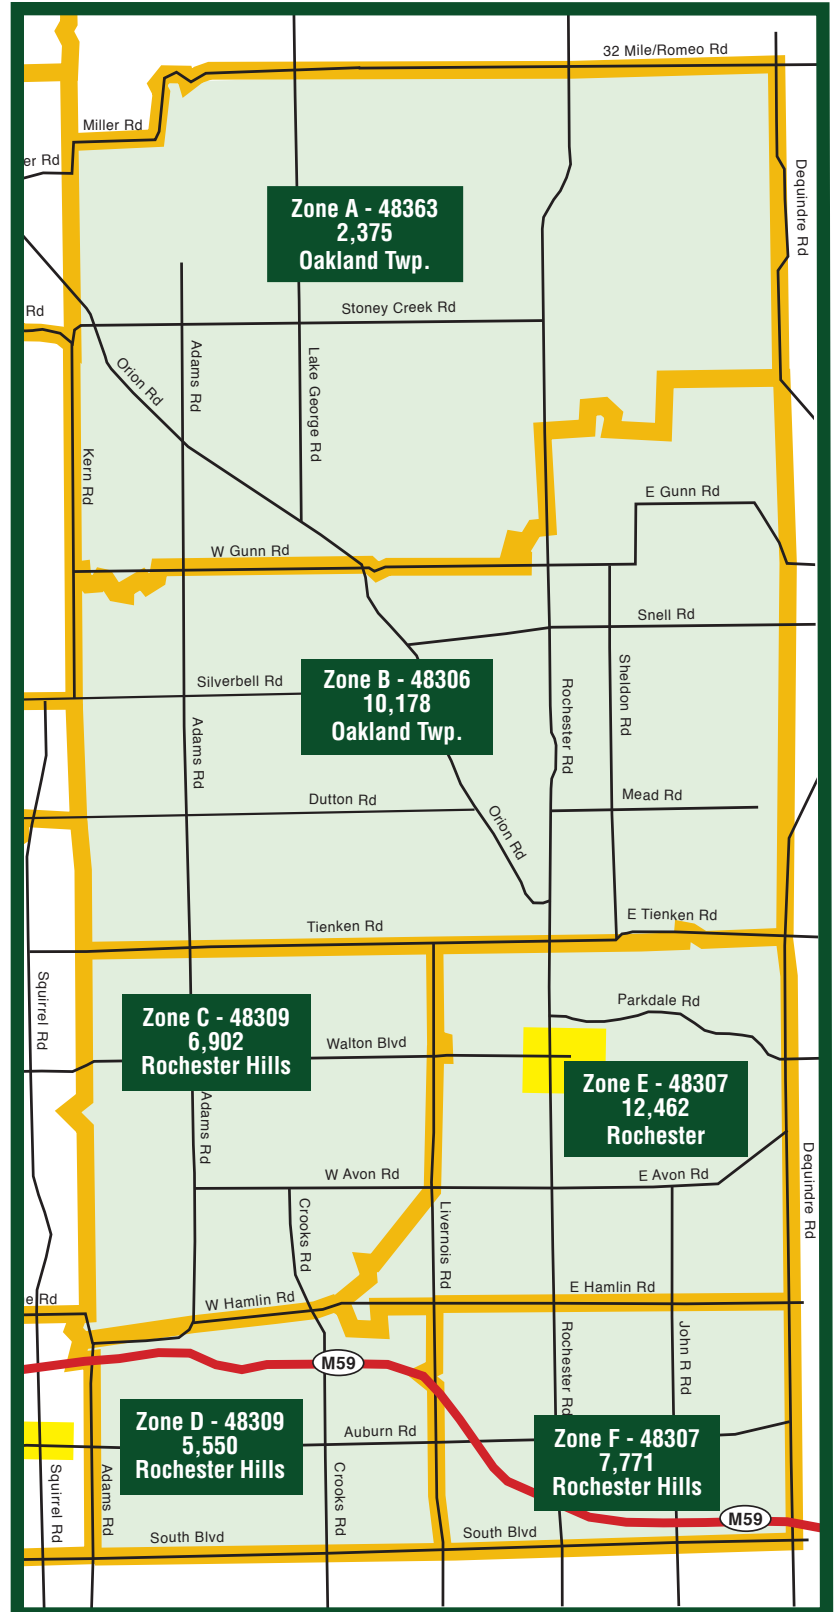 32 Mile/Romeo Rd
Miller Rd
er Rd
Dequindre Rd
Zone A - 48363
2,375
Oakland Twp.
Rd
Stoney Creek Rd
Orion Rd
Adams Rd
Lake George Rd
Kern Rd
E Gunn Rd
W Gunn Rd
Snell Rd
Silverbell Rd
Zone B - 48306
10,178
Oakland Twp.
Sheldon Rd
Rochester Rd
Adams Rd
Dutton Rd
Mead Rd
Orion Rd
Tienken Rd
E Tienken Rd
Squirrel Rd
Zone C - 48309
6,902
Rochester Hills
Parkdale Rd
Walton Blvd
Zone E - 48307
12,462
Rochester
Adams Rd
W Avon Rd
E Avon Rd
Dequindre Rd
Crooks Rd
Livernois Rd
e Rd
W Hamlin Rd
E Hamlin Rd
Rochester Rd
John R Rd
M59
Zone D - 48309
5,550
Rochester Hills
Auburn Rd
Zone F - 48307
7,771
Rochester Hills
Squirrel Rd
Adams Rd
Crooks Rd
M59
South Blvd
South Blvd